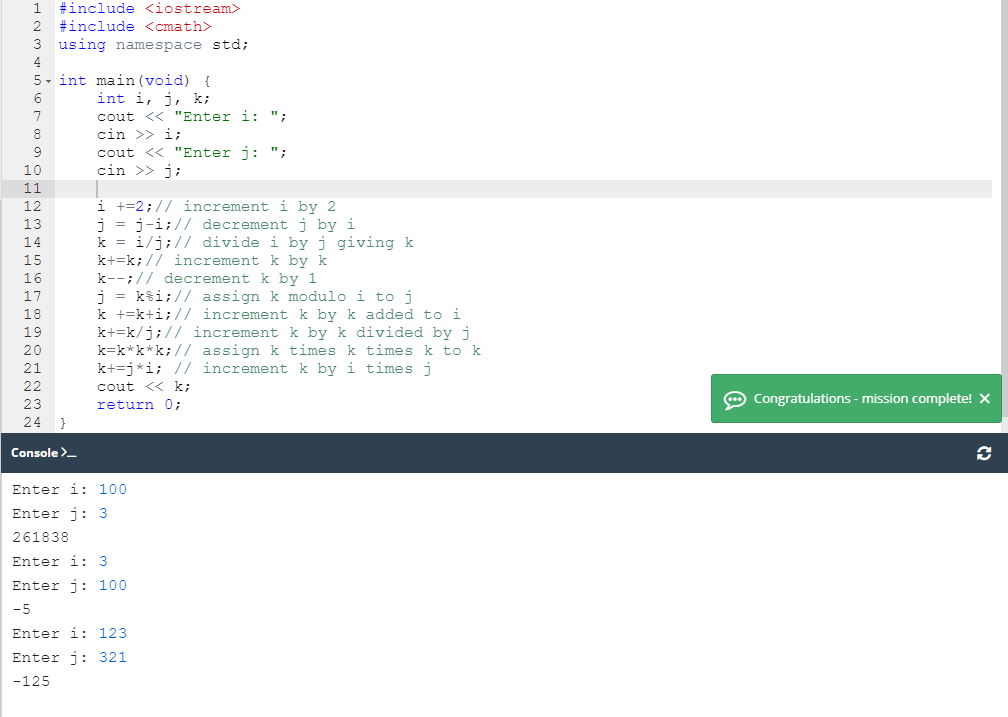 1 #include <iostream>
2 #include <cmath>
3 using namespace std;
4
5 int main(void) {
6 int i, j, k;
7 cout << "Enter i: ";
8 cin >> i;
9 cout << "Enter j: ";
10 cin >> j;
11
12 i +=2;// increment i by 2
13 j = j-i;// decrement j by i
14 k = i/j;// divide i by j giving k
15 k+=k;// increment k by k
16 k--;// decrement k by 1
17 j = k%i;// assign k modulo i to j
18 k +=k+i;// increment k by k added to i
19 k+=k/j;// increment k by k divided by j
20 k=k*k*k;// assign k times k times k to k
21 k+=j*i; // increment k by i times j
22 cout << k;
23 return 0;
24 }
Congratulations - mission complete! ×
Console >_
Enter i: 100
Enter j: 3
261838
Enter i: 3
Enter j: 100
-5
Enter i: 123
Enter j: 321
-125